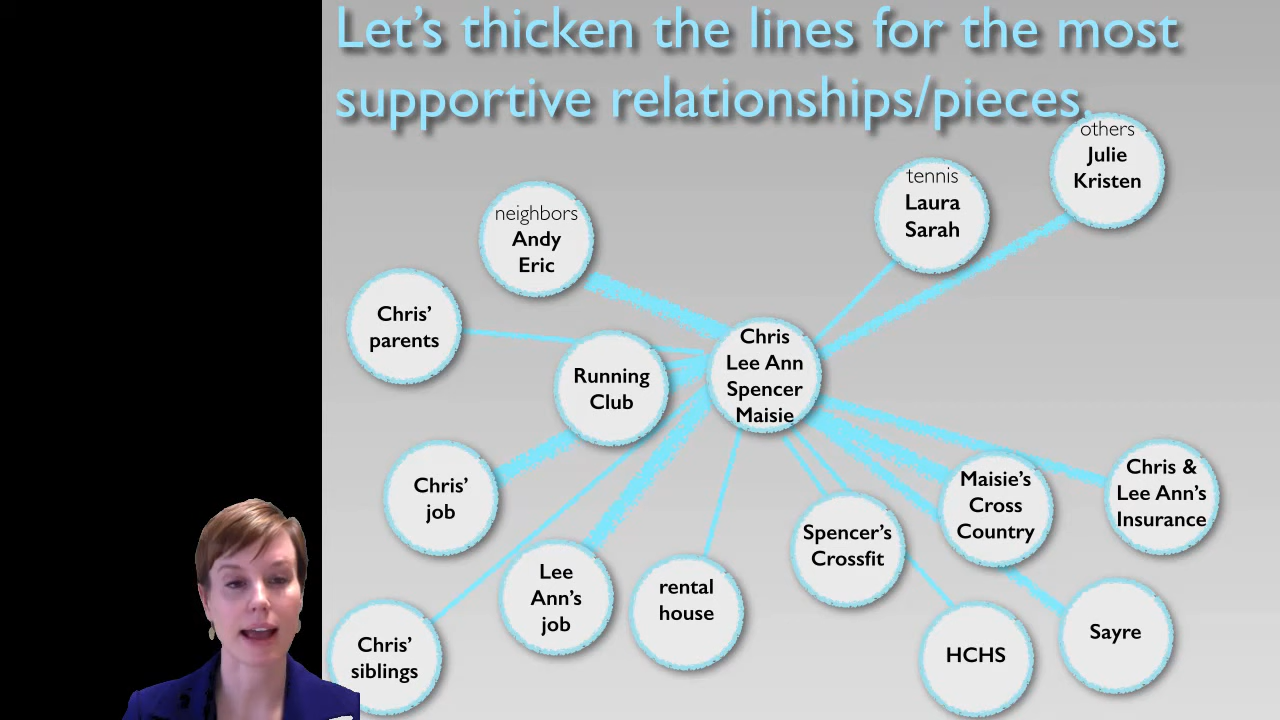 Let's thicken the lines for the most
supportive relationships/pieces.
others
Julie
Kristen
tennis
Laura
Sarah
neighbors
Andy
Eric
Chris'
parents
Running
Club
Chris
Lee Ann
Spencer
Maisie
Chris'
job
Maisie's
Cross
Country
Chris &
Lee Ann's
Insurance
Spencer's
Crossfit
Lee
Ann's
job
rental
house
Chris'
siblings
HCHS
Sayre